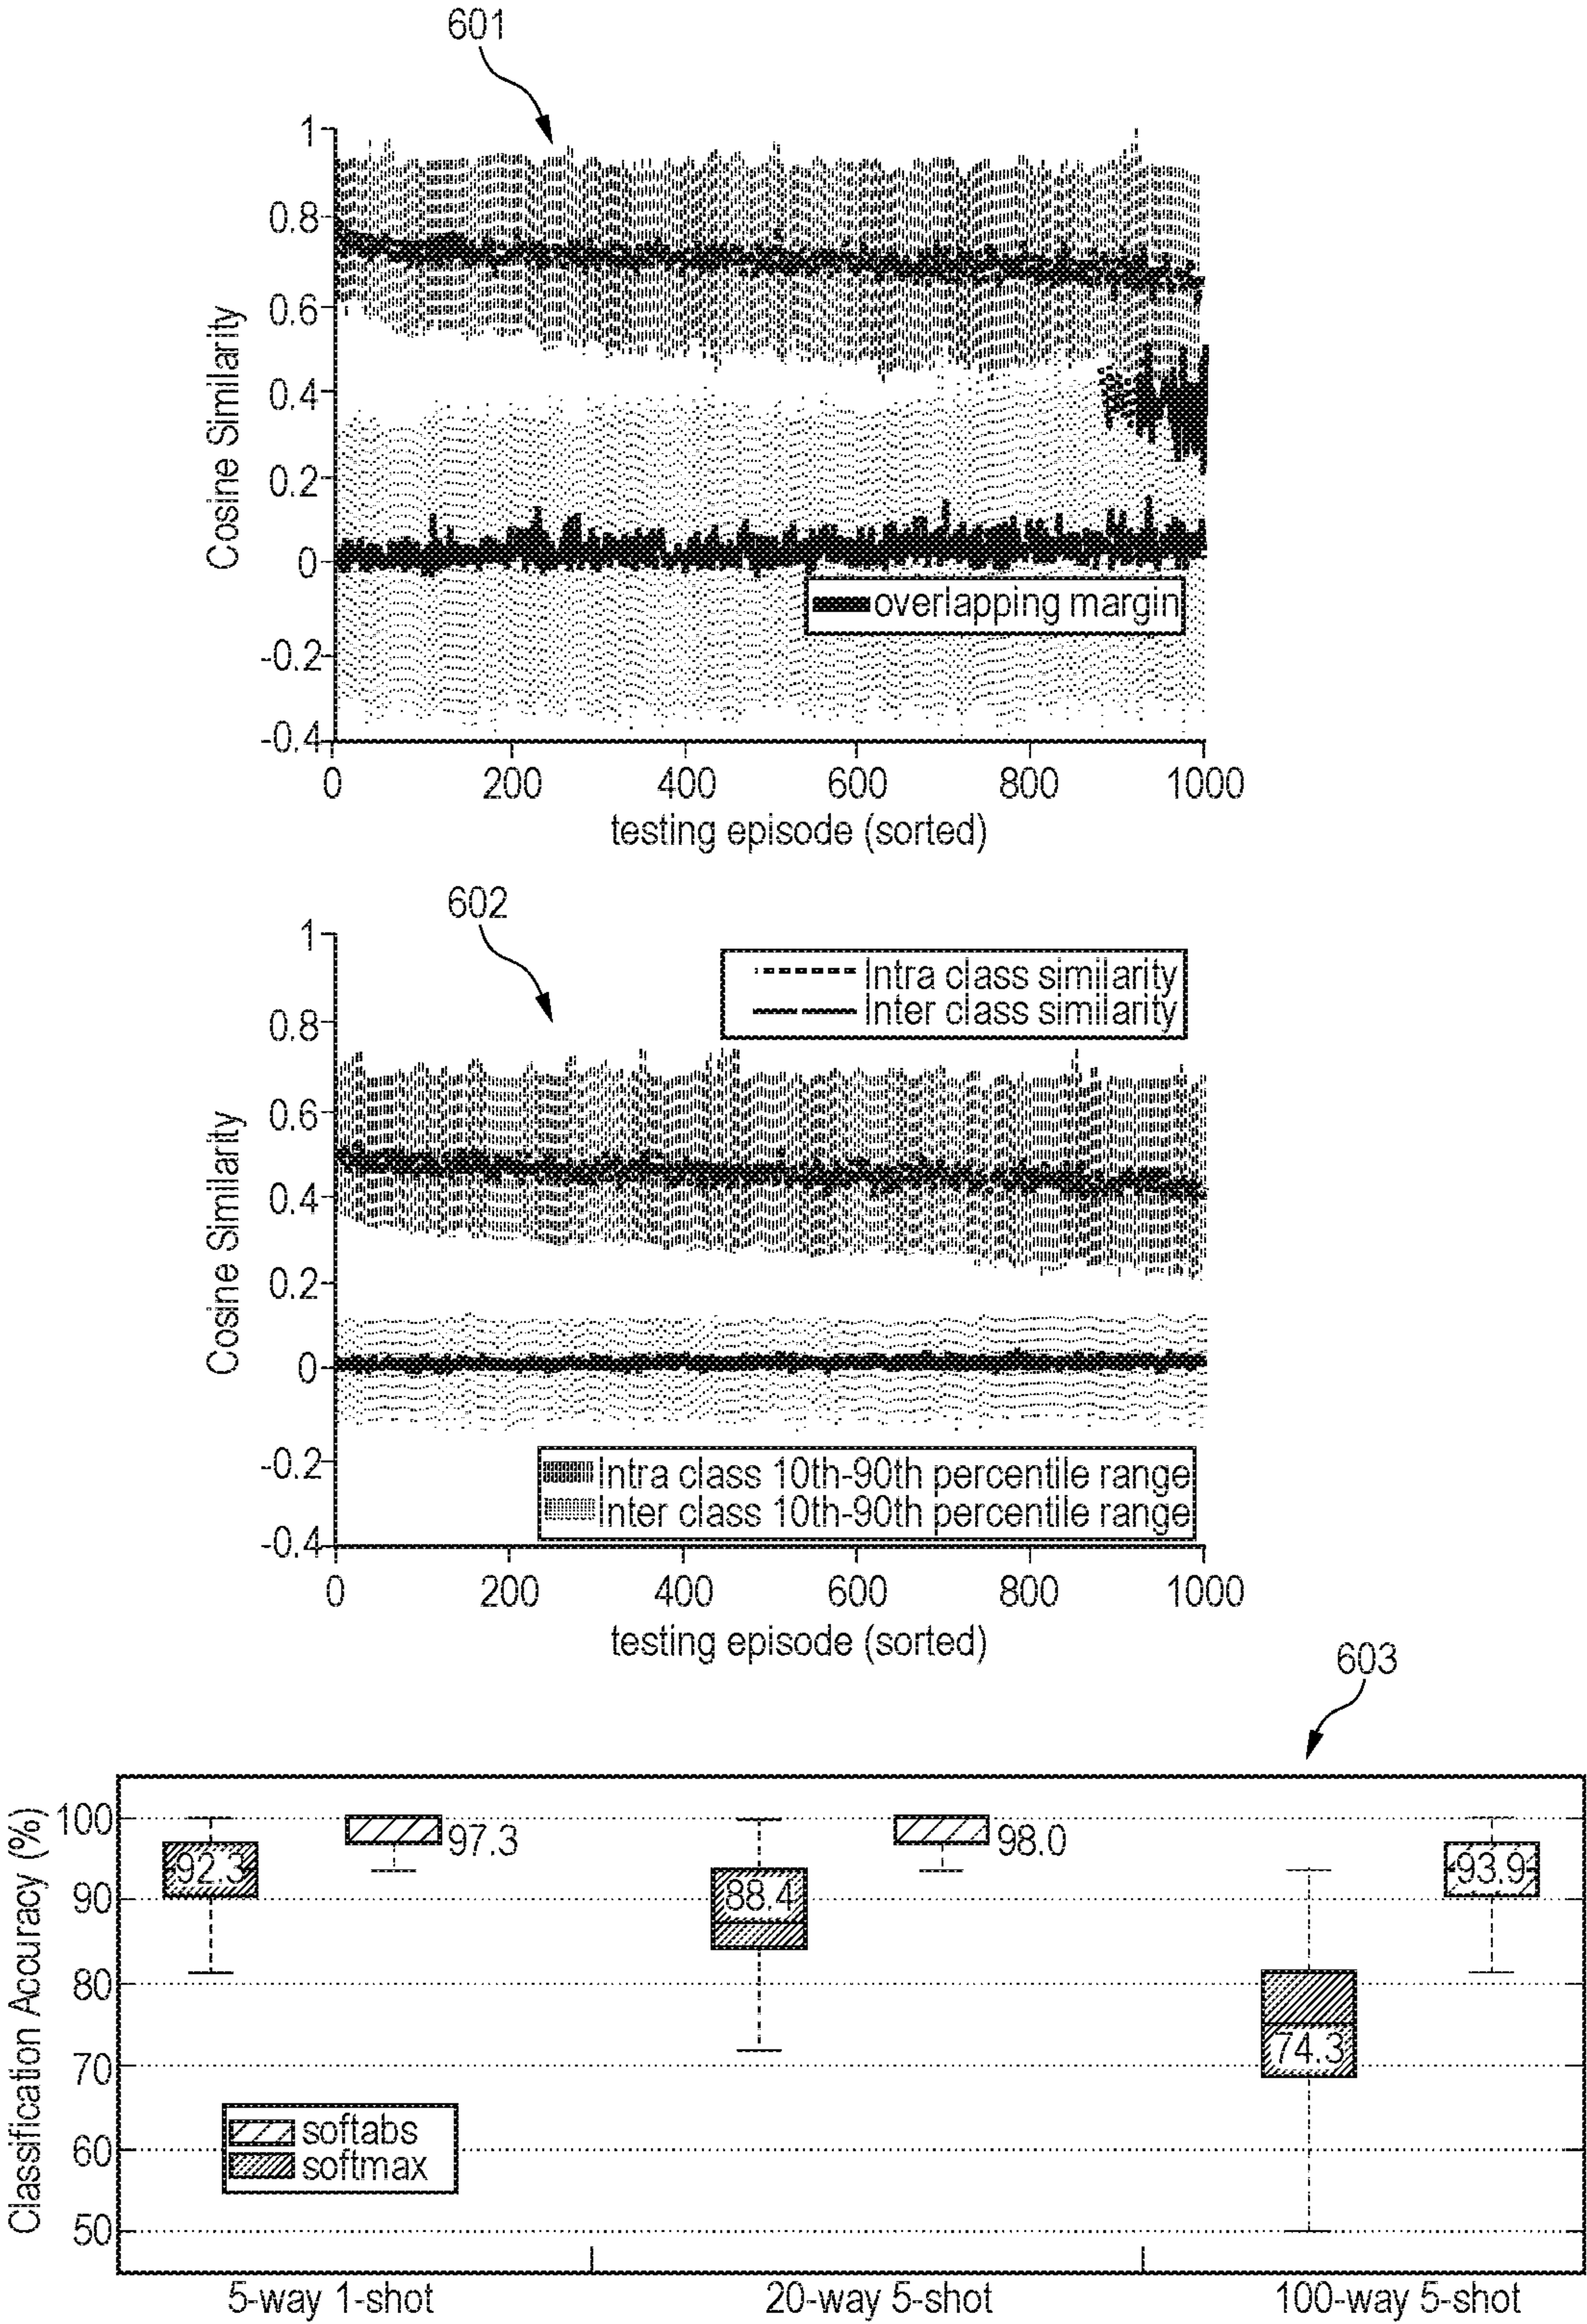 601
1
0.8
0.6
0.4
0.2
0
-0.2
-0.4
Cosine Similarity
overlapping margin
0 200 400 600 800 1000
testing episode (sorted)
602
1
0.8
0.6
0.4
0.2
0
-0.2
-0.4
Cosine Similarity
Intra class similarity
Inter class similarity
Intra class 10th-90th percentile range
Inter class 10th-90th percentile range
0 200 400 600 800 1000
testing episode (sorted)
603
Classification Accuracy (%)
100
90
80
70
60
50
92.3
97.3
88.4
98.0
74.3
93.9
softabs
softmax
5-way 1-shot 20-way 5-shot 100-way 5-shot